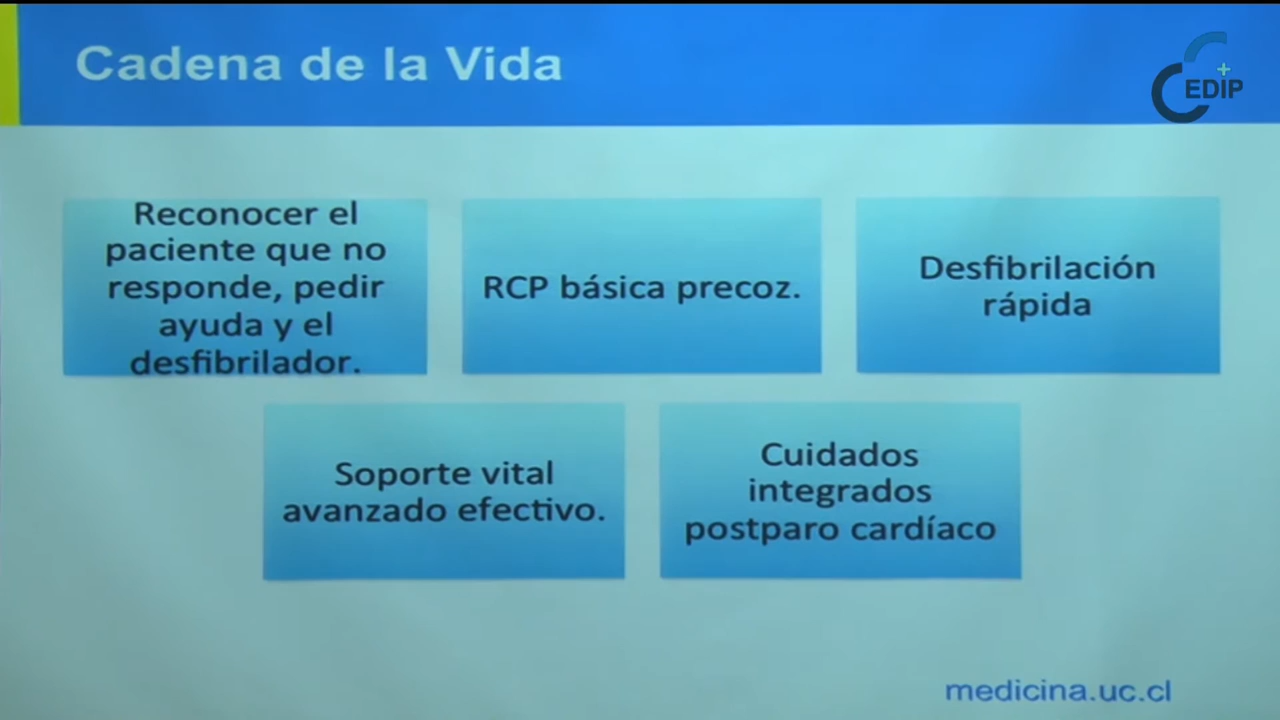 Cadena de la Vida
EDIP
Reconocer el
paciente que no
responde, pedir
ayuda y el
desfibrilador.
RCP básica precoz.
Desfibrilación
rápida
Soporte vital
avanzado efectivo.
Cuidados
integrados
postparo cardíaco
medicina.uc.cl